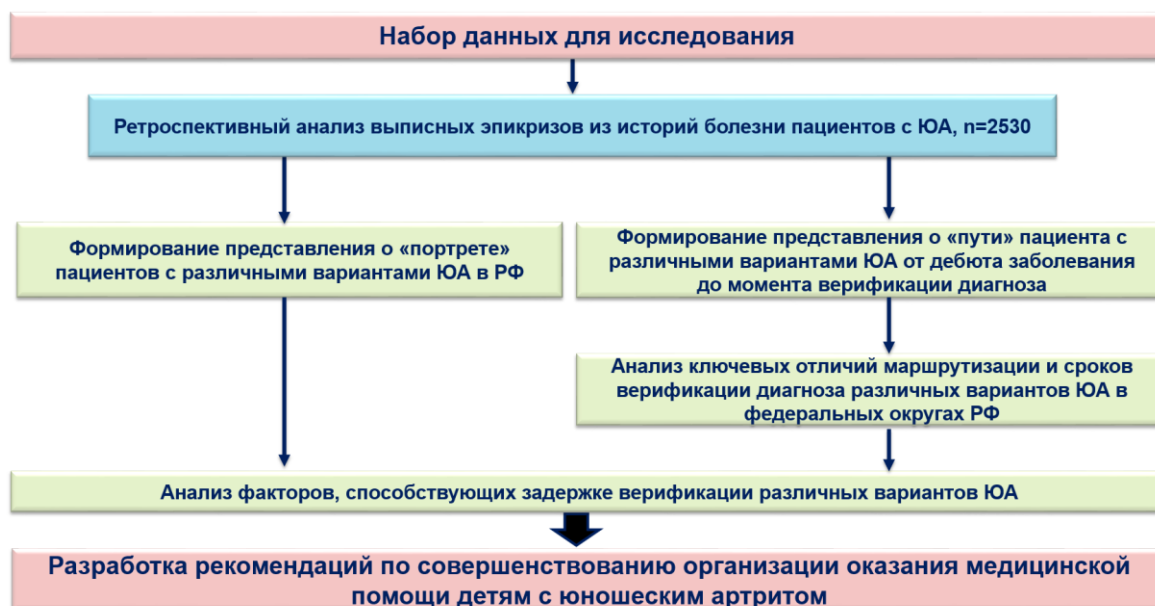 Набор данных для исследования
Ретроспективный анализ выписных эпикризов из историй болезни пациентов с ЮА, n=2530
Формирование представления о «портрете»
пациентов с различными вариантами ЮА в РФ
Формирование представления о «пути» пациента с
различными вариантами ЮА от дебюта заболевания
до момента верификации диагноза
Анализ ключевых отличий маршрутизации и сроков
верификации диагноза различных вариантов ЮА в
федеральных округах РФ
Анализ факторов, способствующих задержке верификации различных вариантов ЮА
Разработка рекомендаций по совершенствованию организации оказания медицинской
помощи детям с юношеским артритом